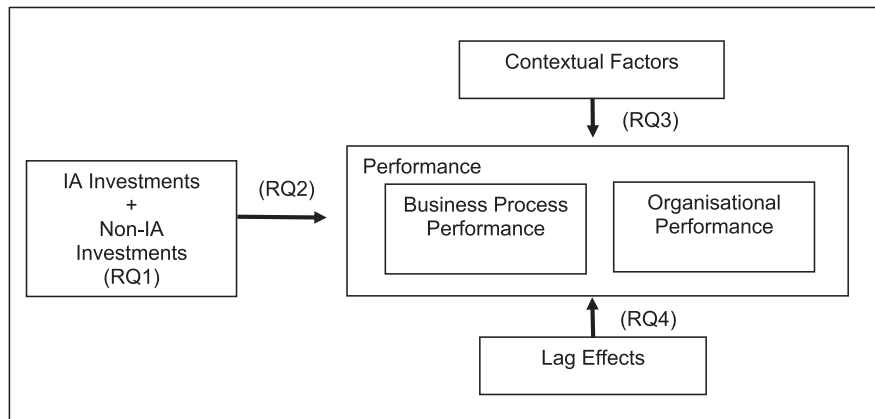 Contextual Factors
(RQ3)
Performance
IA Investments
+
Non-IA
Investments
(RQ1)
(RQ2)
Business Process
Performance
Organisational
Performance
(RQ4)
Lag Effects